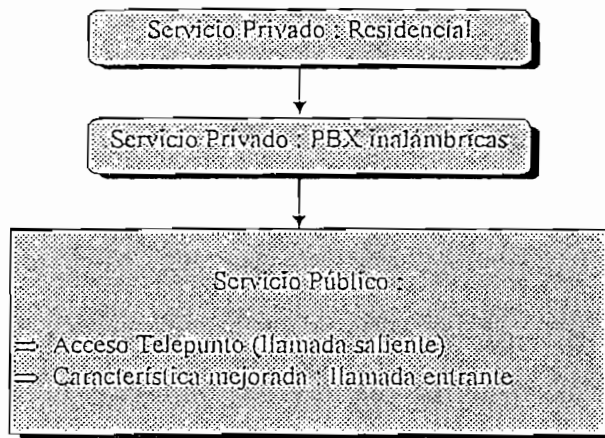 Servicio Privado : Residencial
Servicio Privado : PBX inalámbricas
Servicio Público :
⇒ Acceso Telepunto (llamada saliente)
⇒ Característica mejorada : llamada entrante